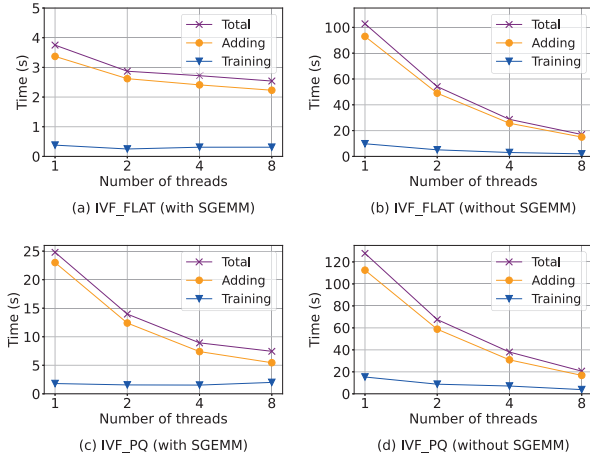 5
4
3
2
1
0
Time (s)
Total
Adding
Training
1 2 4 8
Number of threads
(a) IVF_FLAT (with SGEMM)
100
80
60
40
20
0
Time (s)
Total
Adding
Training
1 2 4 8
Number of threads
(b) IVF_FLAT (without SGEMM)
25
20
15
10
5
0
Time (s)
Total
Adding
Training
1 2 4 8
Number of threads
(c) IVF_PQ (with SGEMM)
120
100
80
60
40
20
0
Time (s)
Total
Adding
Training
1 2 4 8
Number of threads
(d) IVF_PQ (without SGEMM)